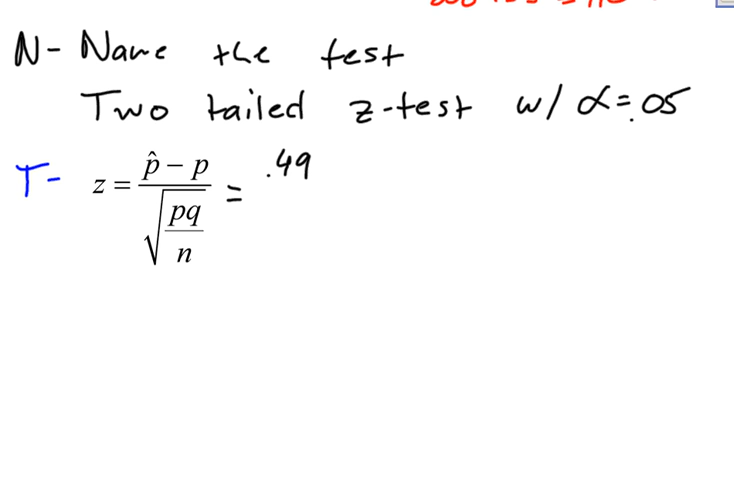 N- Name the test
Two tailed z-test w/ α=.05
T- z = p̂ − p / √(pq/n) = .49